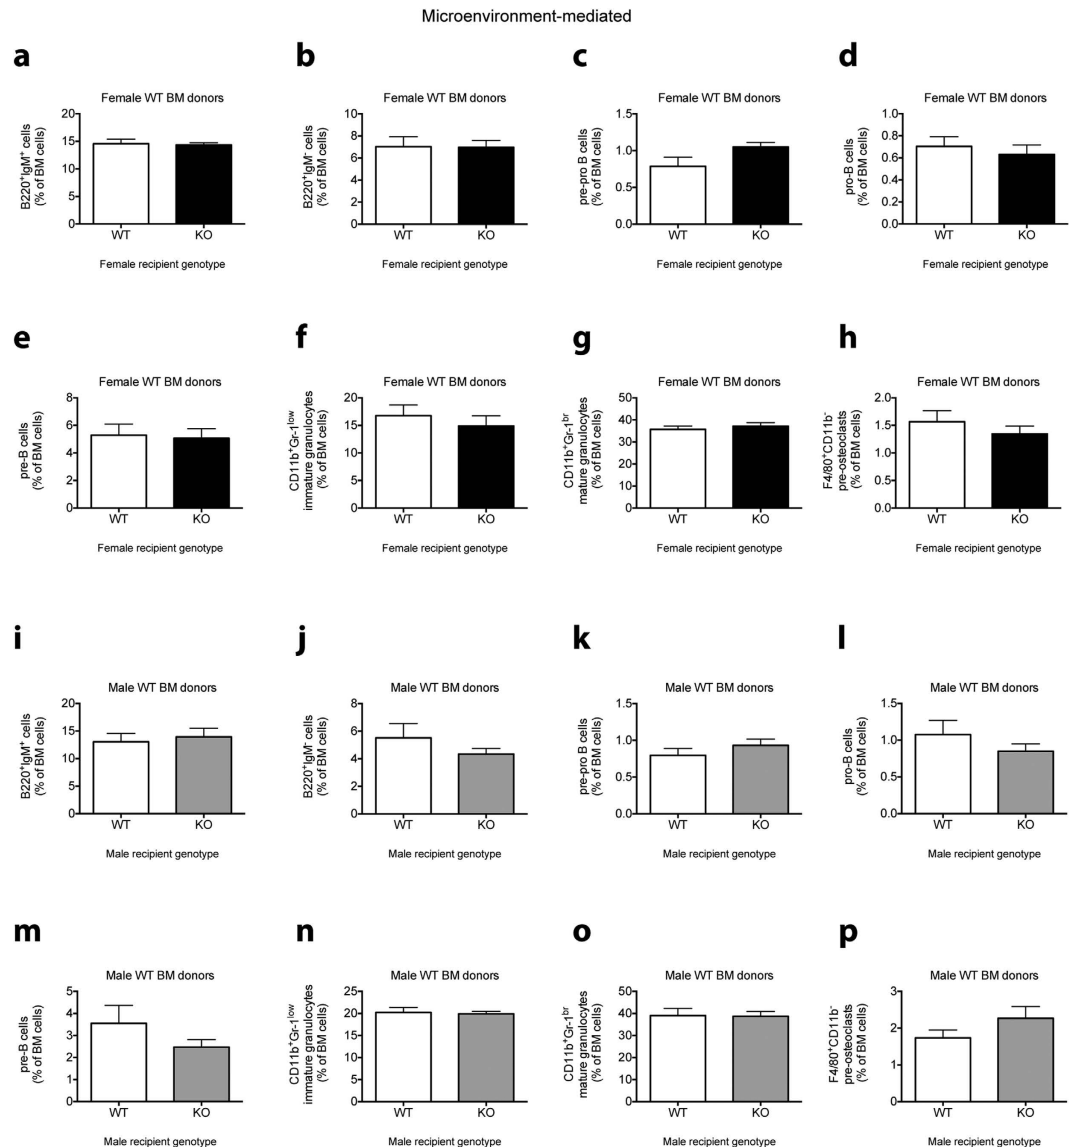 Microenvironment-mediated
a
Female WT BM donors
B220⁺IgM⁺ cells
(% of BM cells)
20
15
10
5
0
WT KO
Female recipient genotype
b
Female WT BM donors
B220⁺IgM⁻ cells
(% of BM cells)
10
8
6
4
2
0
WT KO
Female recipient genotype
c
Female WT BM donors
pre-pro B cells
(% of BM cells)
1.5
1.0
0.5
0.0
WT KO
Female recipient genotype
d
Female WT BM donors
pro-B cells
(% of BM cells)
1.0
0.8
0.6
0.4
0.2
0.0
WT KO
Female recipient genotype
e
Female WT BM donors
pre-B cells
(% of BM cells)
8
6
4
2
0
WT KO
Female recipient genotype
f
Female WT BM donors
CD11b⁺Gr-1ˡᵒʷ
immature granulocytes
(% of BM cells)
20
15
10
5
0
WT KO
Female recipient genotype
g
Female WT BM donors
CD11b⁺Gr-1ᵇʳ
mature granulocytes
(% of BM cells)
50
40
30
20
10
0
WT KO
Female recipient genotype
h
Female WT BM donors
F4/80⁺CD11b⁻
pre-osteoclasts
(% of BM cells)
2.0
1.5
1.0
0.5
0.0
WT KO
Female recipient genotype
i
Male WT BM donors
B220⁺IgM⁺ cells
(% of BM cells)
20
15
10
5
0
WT KO
Male recipient genotype
j
Male WT BM donors
B220⁺IgM⁻ cells
(% of BM cells)
8
6
4
2
0
WT KO
Male recipient genotype
k
Male WT BM donors
pre-pro B cells
(% of BM cells)
1.5
1.0
0.5
0.0
WT KO
Male recipient genotype
l
Male WT BM donors
pro-B cells
(% of BM cells)
1.5
1.0
0.5
0.0
WT KO
Male recipient genotype
m
Male WT BM donors
pre-B cells
(% of BM cells)
5
4
3
2
1
0
WT KO
Male recipient genotype
n
Male WT BM donors
CD11b⁺Gr-1ˡᵒʷ
immature granulocytes
(% of BM cells)
25
20
15
10
5
0
WT KO
Male recipient genotype
o
Male WT BM donors
CD11b⁺Gr-1ᵇʳ
mature granulocytes
(% of BM cells)
50
40
30
20
10
0
WT KO
Male recipient genotype
p
Male WT BM donors
F4/80⁺CD11b⁻
pre-osteoclasts
(% of BM cells)
3
2
1
0
WT KO
Male recipient genotype